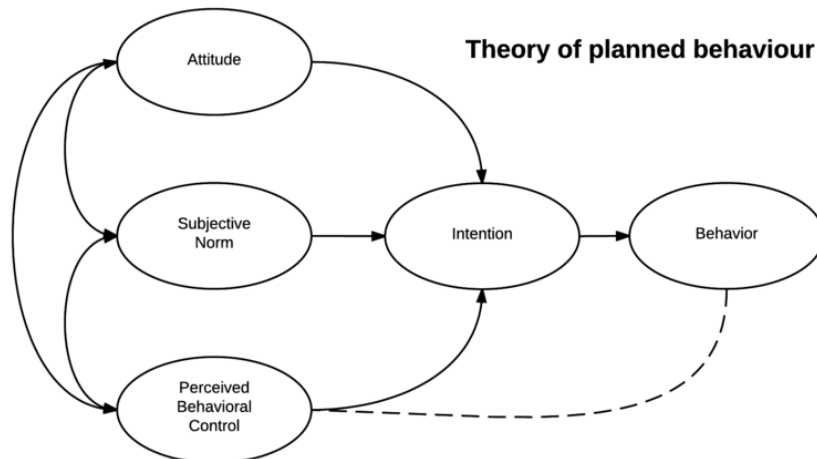 Theory of planned behaviour
Attitude
Subjective
Norm
Intention
Behavior
Perceived
Behavioral
Control